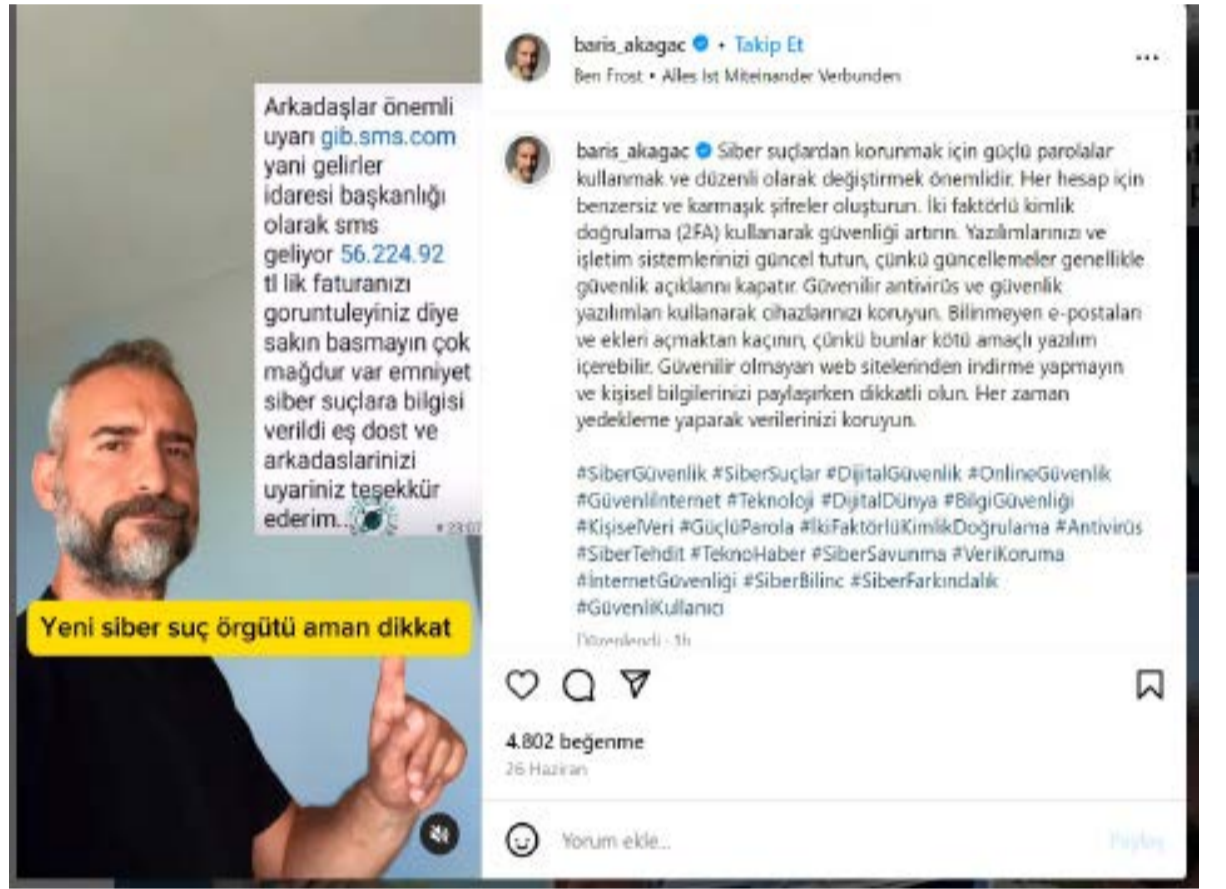 Arkadaşlar önemli
uyarı gib.sms.com
yani gelirler
idaresi başkanlığı
olarak sms
geliyor 56.224.92
tl lik faturanızı
goruntuleyiniz diye
sakın basmayın çok
mağdur var emniyet
siber suçlara bilgisi
verildi eş dost ve
arkadaslarinizi
uyariniz teşekkür
ederim..
23:07
Yeni siber suç örgütü aman dikkat
baris_akagac • Takip Et
Ben Frost • Alles Ist Miteinander Verbunden
baris_akagac Siber suçlardan korunmak için güçlü parolalar
kullanmak ve düzenli olarak değiştirmek önemlidir. Her hesap için
benzersiz ve karmaşık şifreler oluşturun. İki faktörlü kimlik
doğrulama (2FA) kullanarak güvenliği artırın. Yazılımlarınızı ve
işletim sistemlerinizi güncel tutun, çünkü güncellemeler genellikle
güvenlik açıklarını kapatır. Güvenilir antivirüs ve güvenlik
yazılımları kullanarak cihazlarınızı koruyun. Bilinmeyen e-postaları
ve ekleri açmaktan kaçının, çünkü bunlar kötü amaçlı yazılım
içerebilir. Güvenilir olmayan web sitelerinden indirme yapmayın
ve kişisel bilgilerinizi paylaşırken dikkatli olun. Her zaman
yedekleme yaparak verilerinizi koruyun.
#SiberGüvenlik #SiberSuçlar #DijitalGüvenlik #OnlineGüvenlik
#Güvenliİnternet #Teknoloji #DijitalDünya #BilgiGüvenliği
#KişiselVeri #GüçlüParola #İkiFaktörlüKimlikDoğrulama #Antivirüs
#SiberTehdit #TeknoHaber #SiberSavunma #VeriKoruma
#İnternetGüvenliği #SiberBilinc #SiberFarkındalık
#GüvenliKullanıcı
Düzenlendi · 1h
4.802 beğenme
26 Haziran
Yorum ekle...
Paylaş